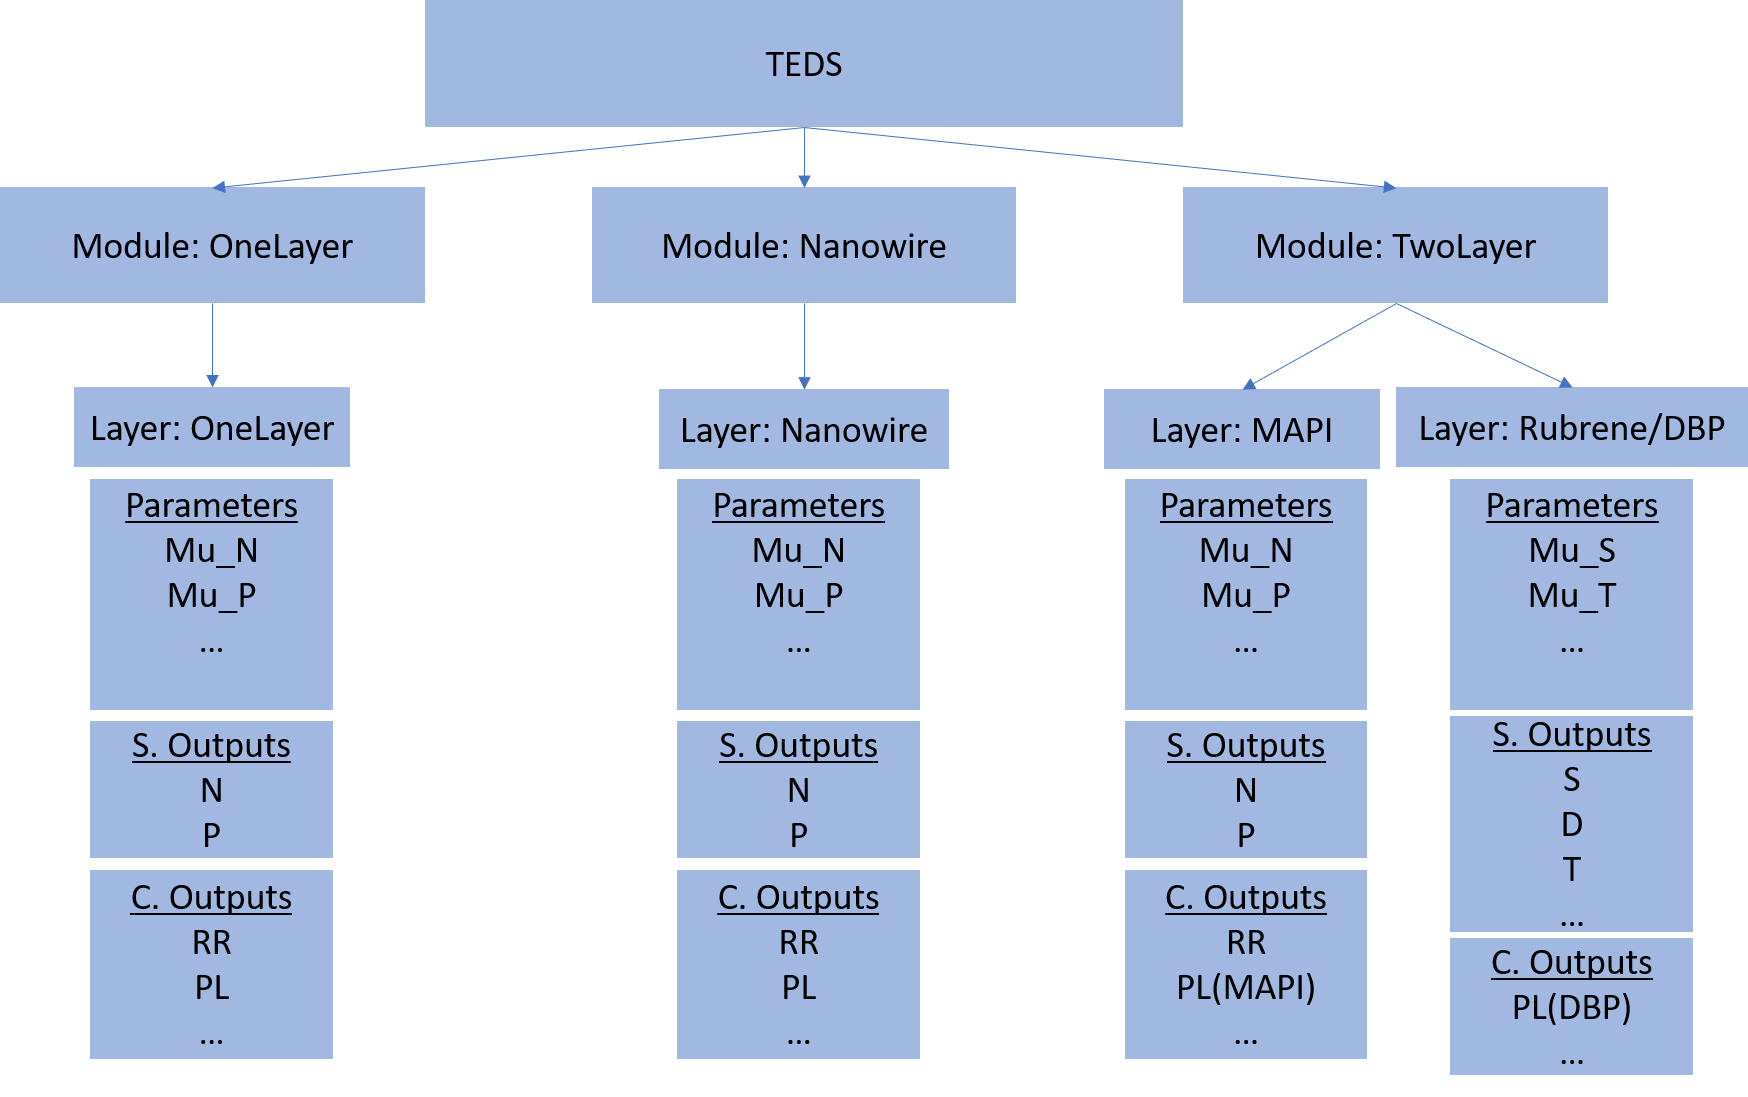 TEDS
Module: OneLayer
Module: Nanowire
Module: TwoLayer
Layer: OneLayer
Parameters
Mu_N
Mu_P
...
S. Outputs
N
P
C. Outputs
RR
PL
...
Layer: Nanowire
Parameters
Mu_N
Mu_P
...
S. Outputs
N
P
C. Outputs
RR
PL
...
Layer: MAPI
Parameters
Mu_N
Mu_P
...
S. Outputs
N
P
C. Outputs
RR
PL(MAPI)
...
Layer: Rubrene/DBP
Parameters
Mu_S
Mu_T
...
S. Outputs
S
D
T
...
C. Outputs
PL(DBP)
...